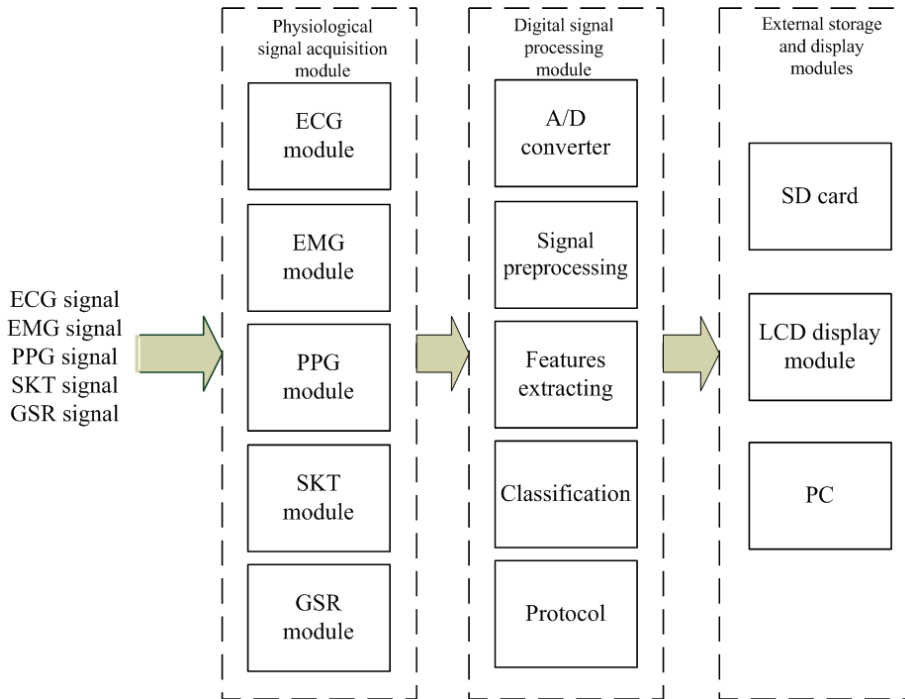 ECG signal
EMG signal
PPG signal
SKT signal
GSR signal
Physiological
signal acquisition
module
ECG
module
EMG
module
PPG
module
SKT
module
GSR
module
Digital signal
processing
module
A/D
converter
Signal
preprocessing
Features
extracting
Classification
Protocol
External storage
and display
modules
SD card
LCD display
module
PC